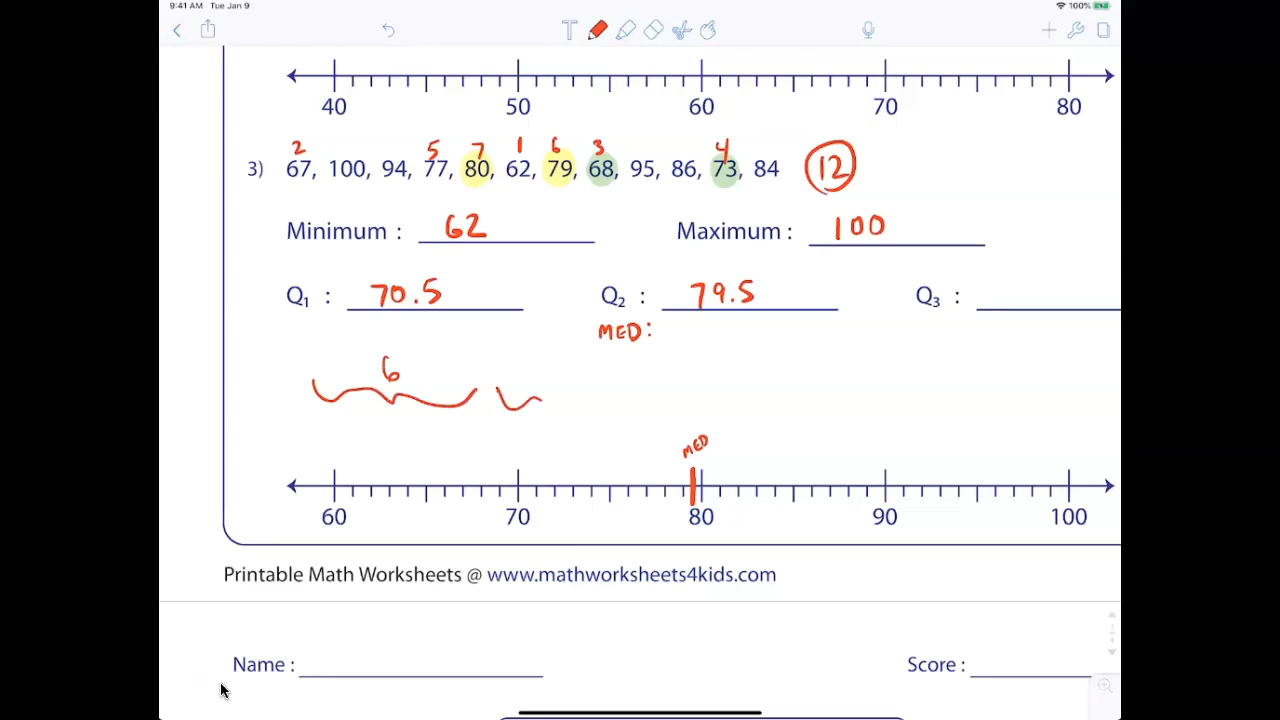 9:41 AM Tue Jan 9
100%
40 50 60 70 80
2 5 7 1 6 3 4
3) 67, 100, 94, 77, 80, 62, 79, 68, 95, 86, 73, 84 12
Minimum : 62 Maximum : 100
Q₁ : 70.5 Q₂ : 79.5 Q₃ :
MED:
6
MED
60 70 80 90 100
Printable Math Worksheets @ www.mathworksheets4kids.com
Name : Score :